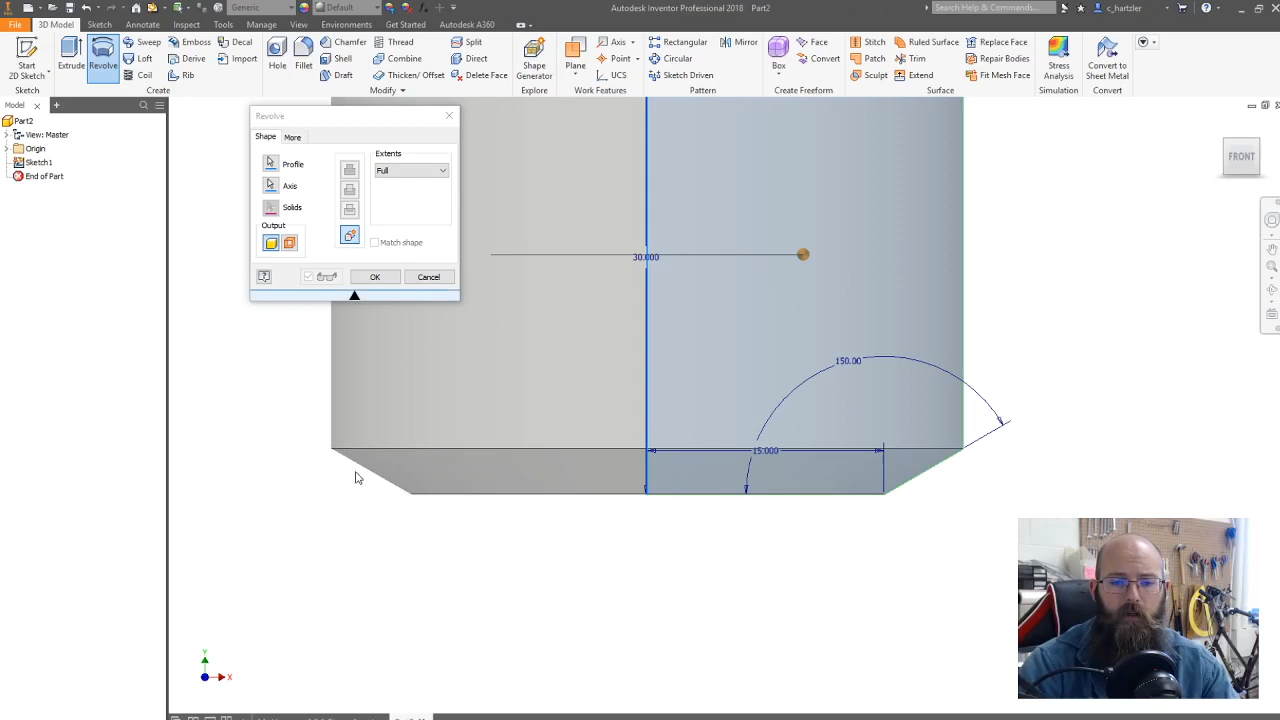 Generic
Default
Autodesk Inventor Professional 2018 Part2
Search Help & Commands...
c_hartzler
File 3D Model Sketch Annotate Inspect Tools Manage View Environments Get Started Autodesk A360
Start
2D Sketch
Extrude
Revolve
Sweep
Loft
Coil
Emboss
Derive
Rib
Decal
Import
Hole
Fillet
Chamfer
Shell
Draft
Thread
Combine
Thicken/ Offset
Split
Direct
Delete Face
Shape
Generator
Plane
Axis
Point
UCS
Rectangular
Circular
Sketch Driven
Mirror
Box
Face
Convert
Stitch
Patch
Sculpt
Ruled Surface
Trim
Extend
Replace Face
Repair Bodies
Fit Mesh Face
Stress
Analysis
Convert to
Sheet Metal
Sketch Create Modify Explore Work Features Pattern Create Freeform Surface Simulation Convert
Model
Part2
View: Master
Origin
Sketch1
End of Part
Revolve
Shape More
Profile
Axis
Solids
Output
Extents
Full
Match shape
OK Cancel
30.000
150.00
15.000
FRONT
Y
X